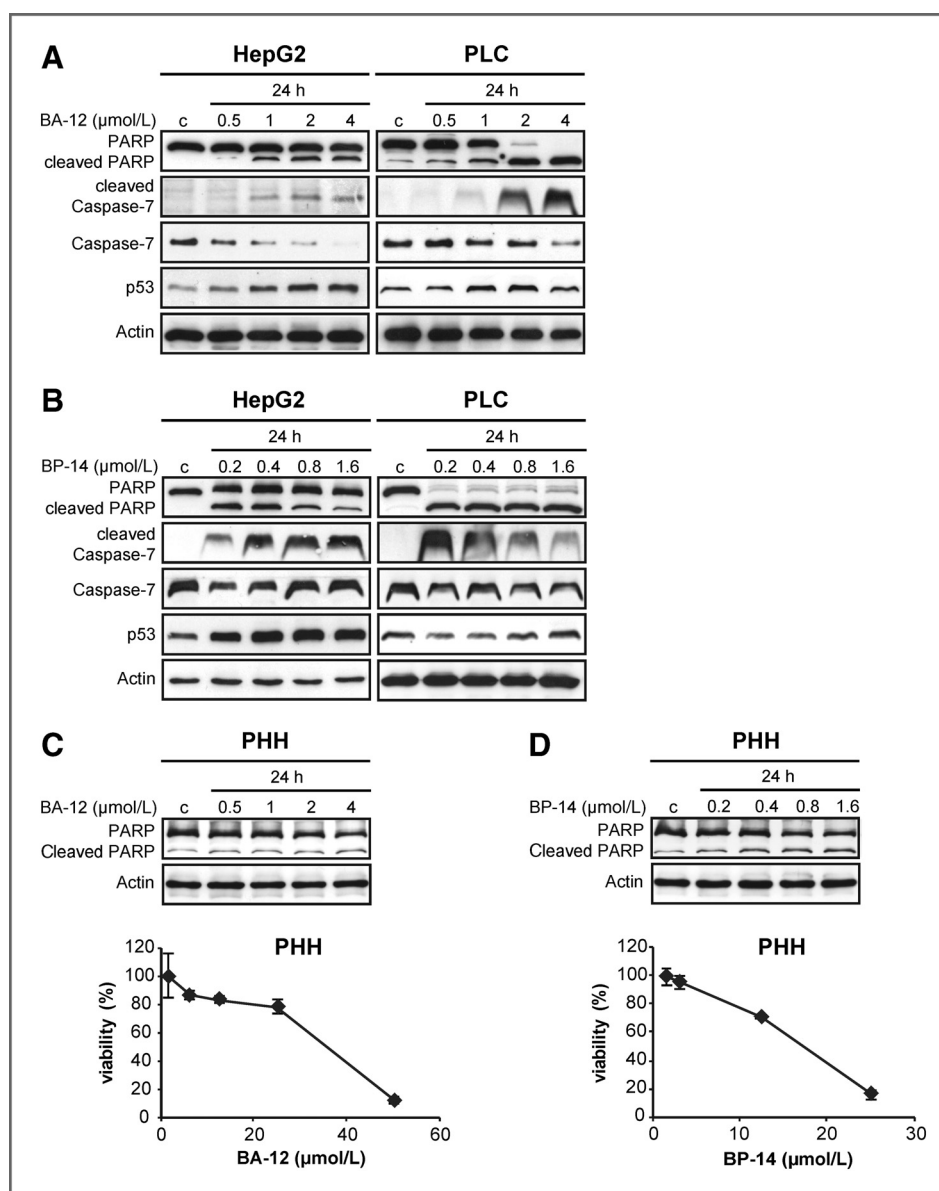 A
HepG2 PLC
24 h 24 h
BA-12 (µmol/L) c 0.5 1 2 4 c 0.5 1 2 4
PARP
cleaved PARP
cleaved
Caspase-7
Caspase-7
p53
Actin
B
HepG2 PLC
24 h 24 h
BP-14 (µmol/L) c 0.2 0.4 0.8 1.6 c 0.2 0.4 0.8 1.6
PARP
cleaved PARP
cleaved
Caspase-7
Caspase-7
p53
Actin
C
PHH
24 h
BA-12 (µmol/L) c 0.5 1 2 4
PARP
Cleaved PARP
Actin
PHH
viability (%)
120
100
80
60
40
20
0
0 20 40 60
BA-12 (µmol/L)
D
PHH
24 h
BP-14 (µmol/L) c 0.2 0.4 0.8 1.6
PARP
Cleaved PARP
Actin
PHH
viability (%)
120
100
80
60
40
20
0
0 10 20 30
BP-14 (µmol/L)